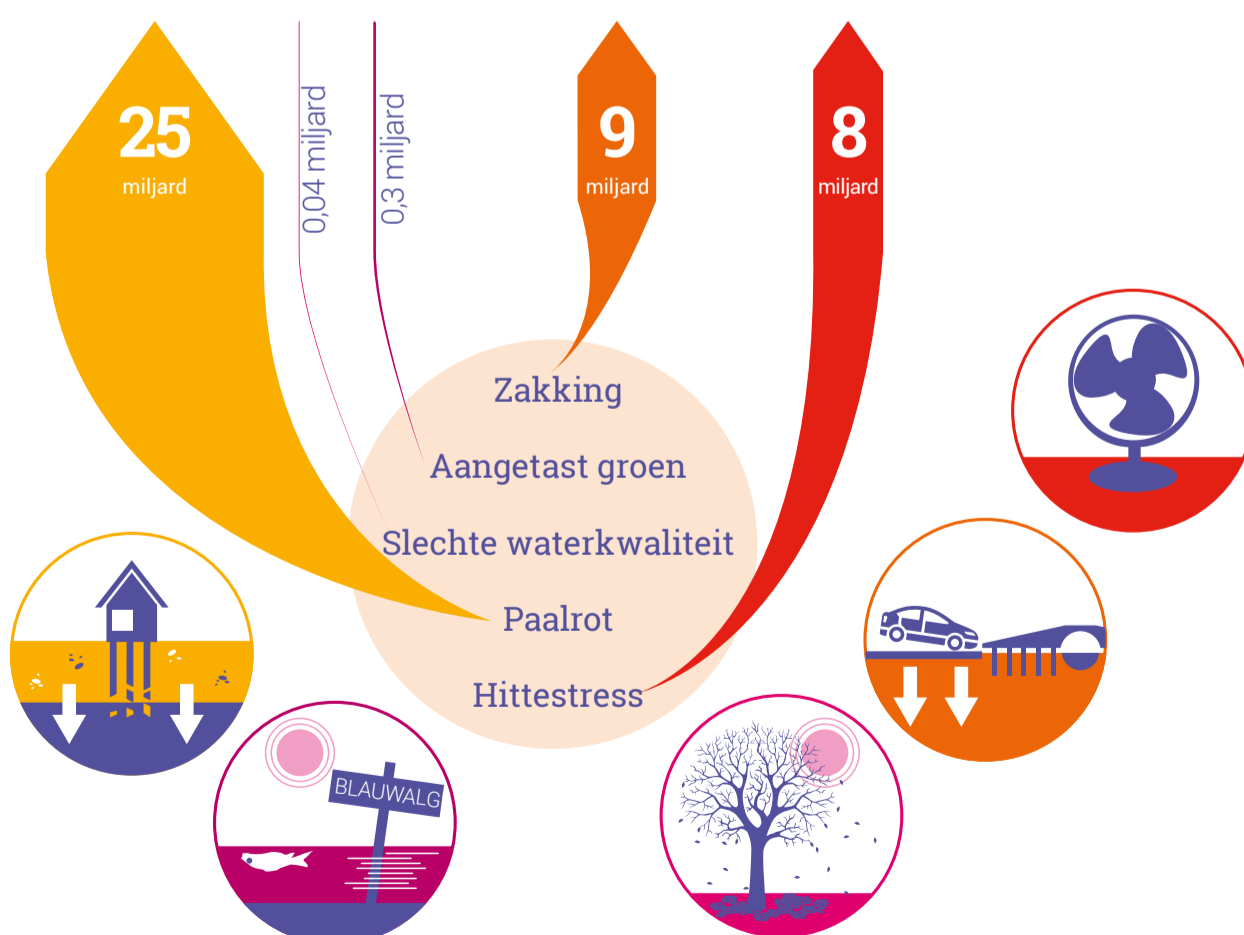 25
miljard
0,04 miljard
0,3 miljard
9
miljard
8
miljard
Zakking
Aangetast groen
Slechte waterkwaliteit
Paalrot
Hittestress
BLAUWALG